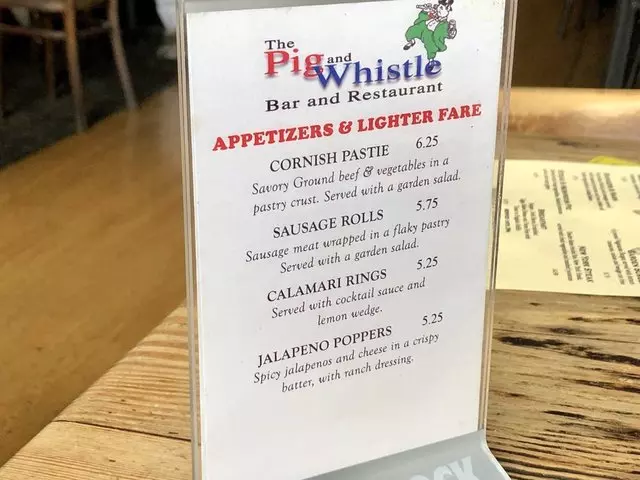 The
Pig and
Whistle
Bar and Restaurant
APPETIZERS & LIGHTER FARE
CORNISH PASTIE 6.25
Savory Ground beef & vegetables in a
pastry crust. Served with a garden salad.
SAUSAGE ROLLS 5.75
Sausage meat wrapped in a flaky pastry
Served with a garden salad.
CALAMARI RINGS 5.25
Served with cocktail sauce and
lemon wedge.
JALAPENO POPPERS 5.25
Spicy jalapenos and cheese in a crispy
batter, with ranch dressing.
NEW YORK STEAK